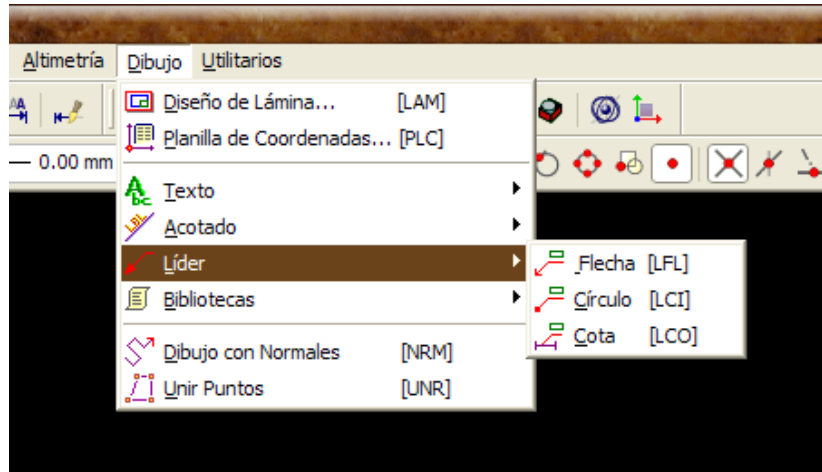 Altimetría Dibujo Utilitarios
Diseño de Lámina... [LAM]
Planilla de Coordenadas... [PLC]
0.00 mm
Texto
Acotado
Líder
Flecha [LFL]
Bibliotecas
Círculo [LCI]
Cota [LCO]
Dibujo con Normales [NRM]
Unir Puntos [UNR]